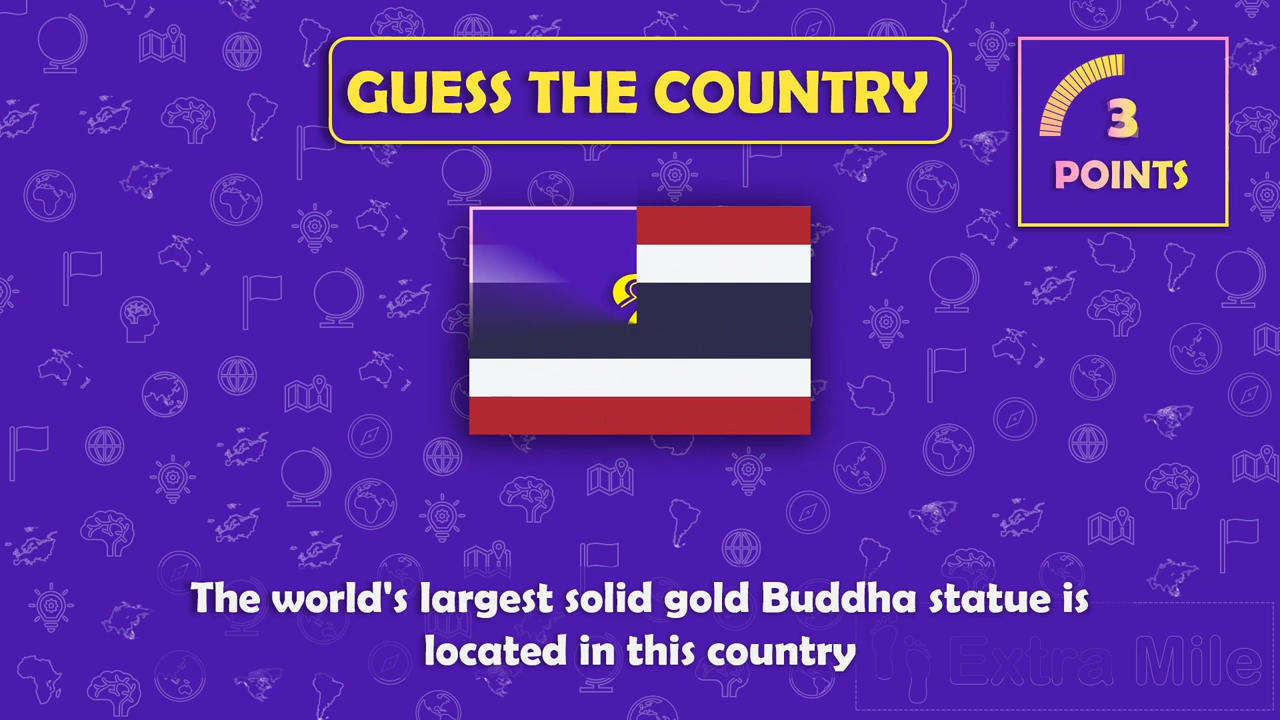 GUESS THE COUNTRY
3
POINTS
The world's largest solid gold Buddha statue is
located in this country
Extra Mile